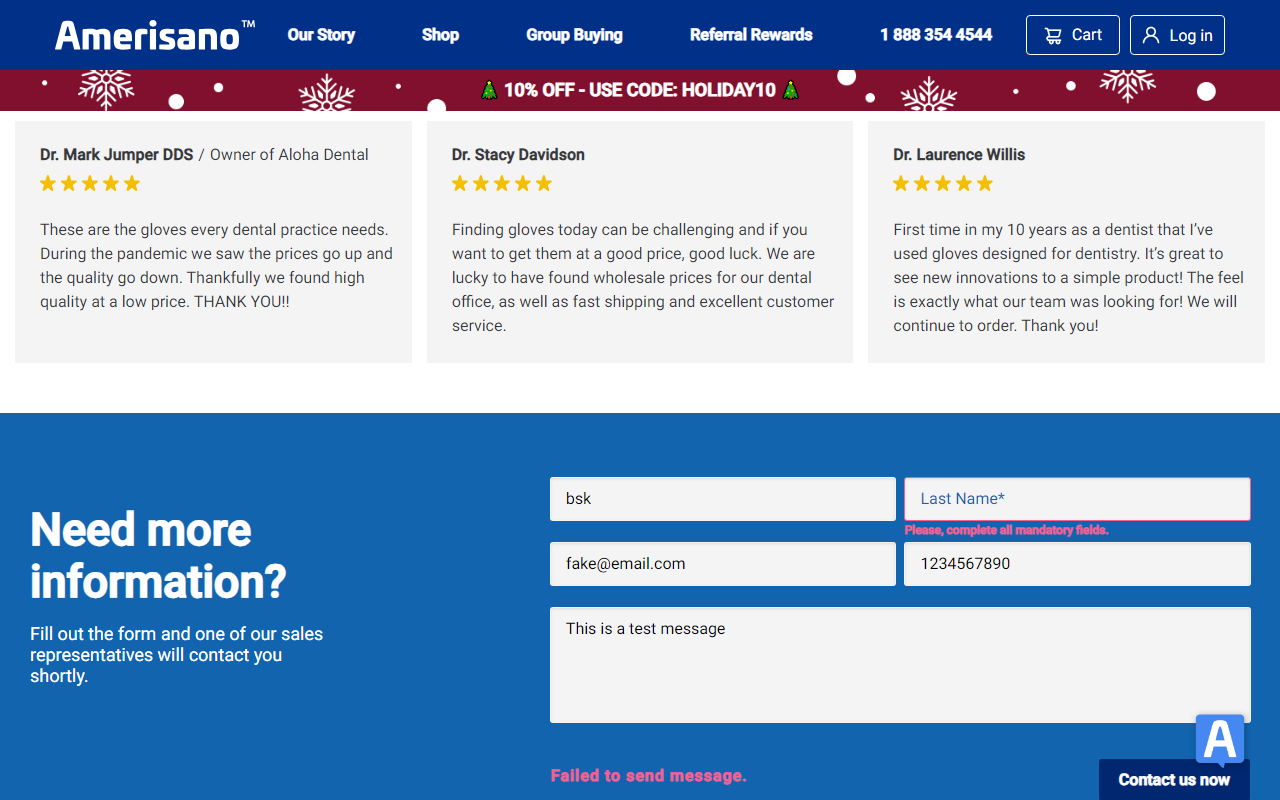 Amerisano™
Our Story
Shop
Group Buying
Referral Rewards
1 888 354 4544
Cart
Log in
🎄 10% OFF - USE CODE: HOLIDAY10 🎄
Dr. Mark Jumper DDS / Owner of Aloha Dental
These are the gloves every dental practice needs.
During the pandemic we saw the prices go up and
the quality go down. Thankfully we found high
quality at a low price. THANK YOU!!
Dr. Stacy Davidson
Finding gloves today can be challenging and if you
want to get them at a good price, good luck. We are
lucky to have found wholesale prices for our dental
office, as well as fast shipping and excellent customer
service.
Dr. Laurence Willis
First time in my 10 years as a dentist that I’ve
used gloves designed for dentistry. It’s great to
see new innovations to a simple product! The feel
is exactly what our team was looking for! We will
continue to order. Thank you!
Need more
information?
Fill out the form and one of our sales
representatives will contact you
shortly.
bsk
Last Name*
Please, complete all mandatory fields.
fake@email.com
1234567890
This is a test message
A
Failed to send message.
Contact us now